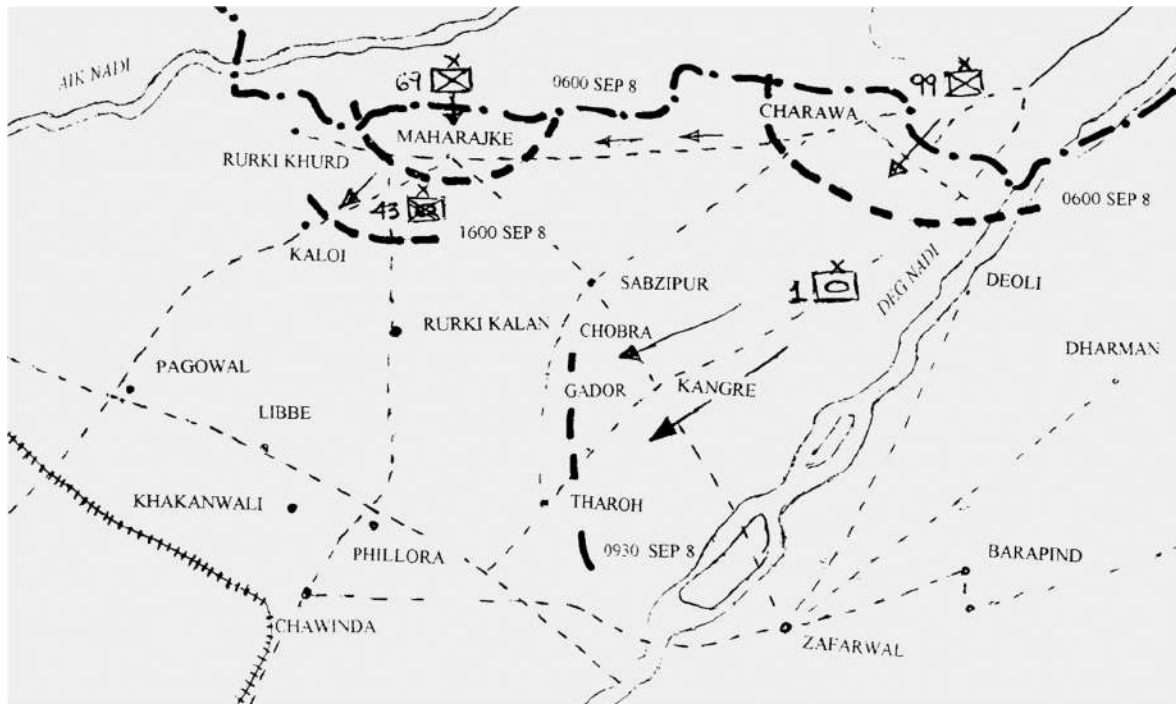 AIK NADI
69
0600 SEP 8
99
CHARAWA
MAHARAJKE
RURKI KHURD
43
1600 SEP 8
0600 SEP 8
KALOI
SABZIPUR
1
DEG NADI
DEOLI
RURKI KALAN
CHOBRA
DHARMAN
PAGOWAL
GADOR
KANGRE
LIBBE
KHAKANWALI
THAROH
PHILLORA
0930 SEP 8
BARAPIND
CHAWINDA
ZAFARWAL